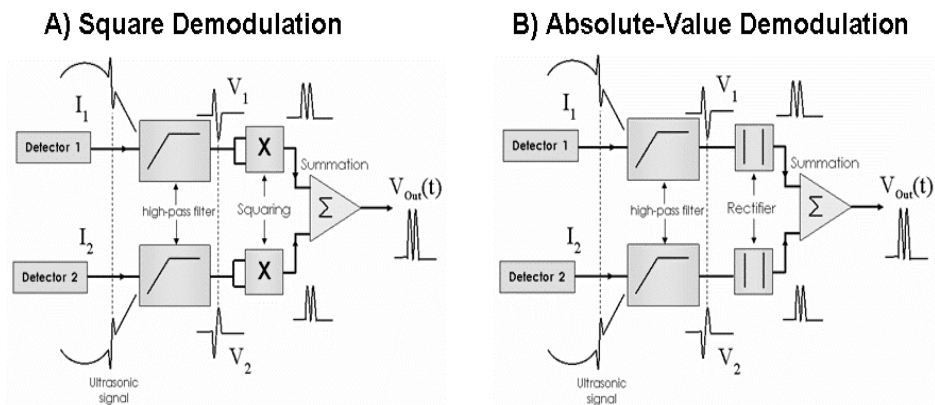 A) Square Demodulation
I1
Detector 1
V1
X
Summation
high-pass filter
Squaring
Σ
VOut(t)
I2
Detector 2
X
V2
Ultrasonic
signal
B) Absolute-Value Demodulation
I1
Detector 1
V1
| |
Summation
high-pass filter
Rectifier
Σ
VOut(t)
I2
Detector 2
| |
V2
Ultrasonic
signal